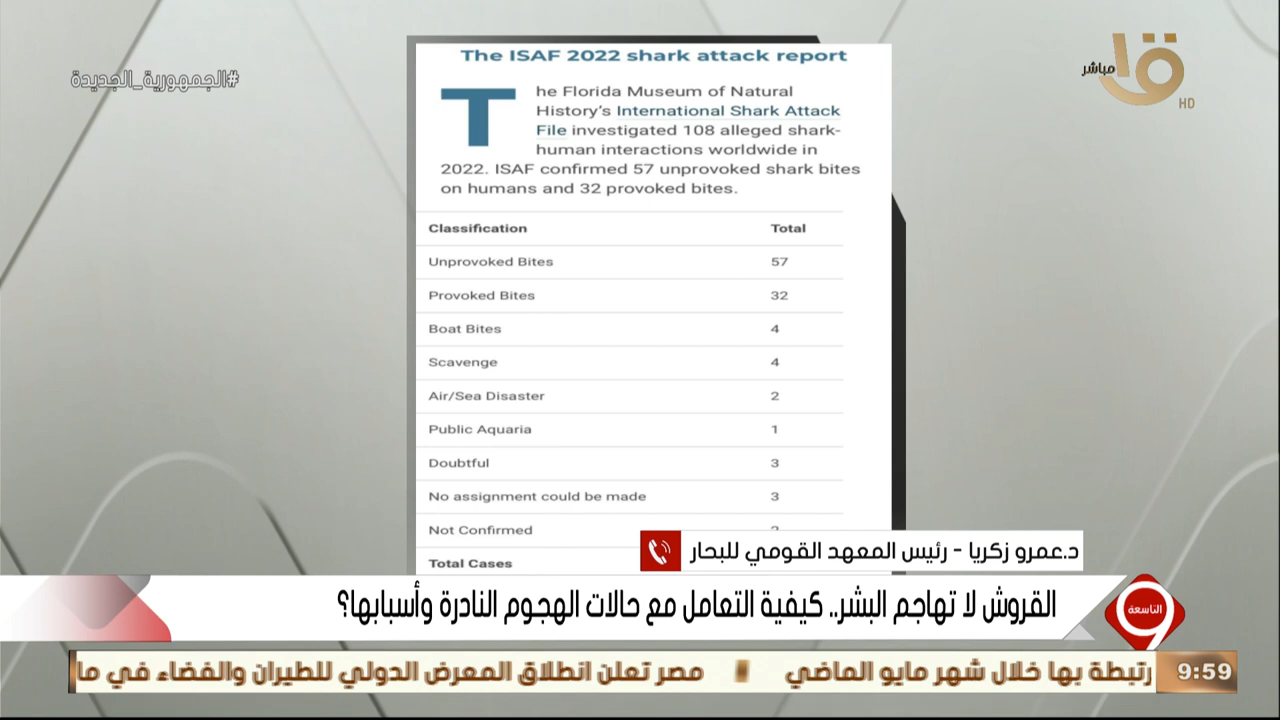 #الجمهورية_الجديدة
مباشر
HD
The ISAF 2022 shark attack report
The Florida Museum of Natural
History's International Shark Attack
File investigated 108 alleged shark-
human interactions worldwide in
2022. ISAF confirmed 57 unprovoked shark bites
on humans and 32 provoked bites.
Classification Total
Unprovoked Bites 57
Provoked Bites 32
Boat Bites 4
Scavenge 4
Air/Sea Disaster 2
Public Aquaria 1
Doubtful 3
No assignment could be made 3
Not Confirmed
Total Cases
د.عمرو زكريا - رئيس المعهد القومي للبحار
القروش لا تهاجم البشر.. كيفية التعامل مع حالات الهجوم النادرة وأسبابها؟
التاسعة
9:59 رتبطة بها خلال شهر مايو الماضي مصر تعلن انطلاق المعرض الدولي للطيران والفضاء في ما